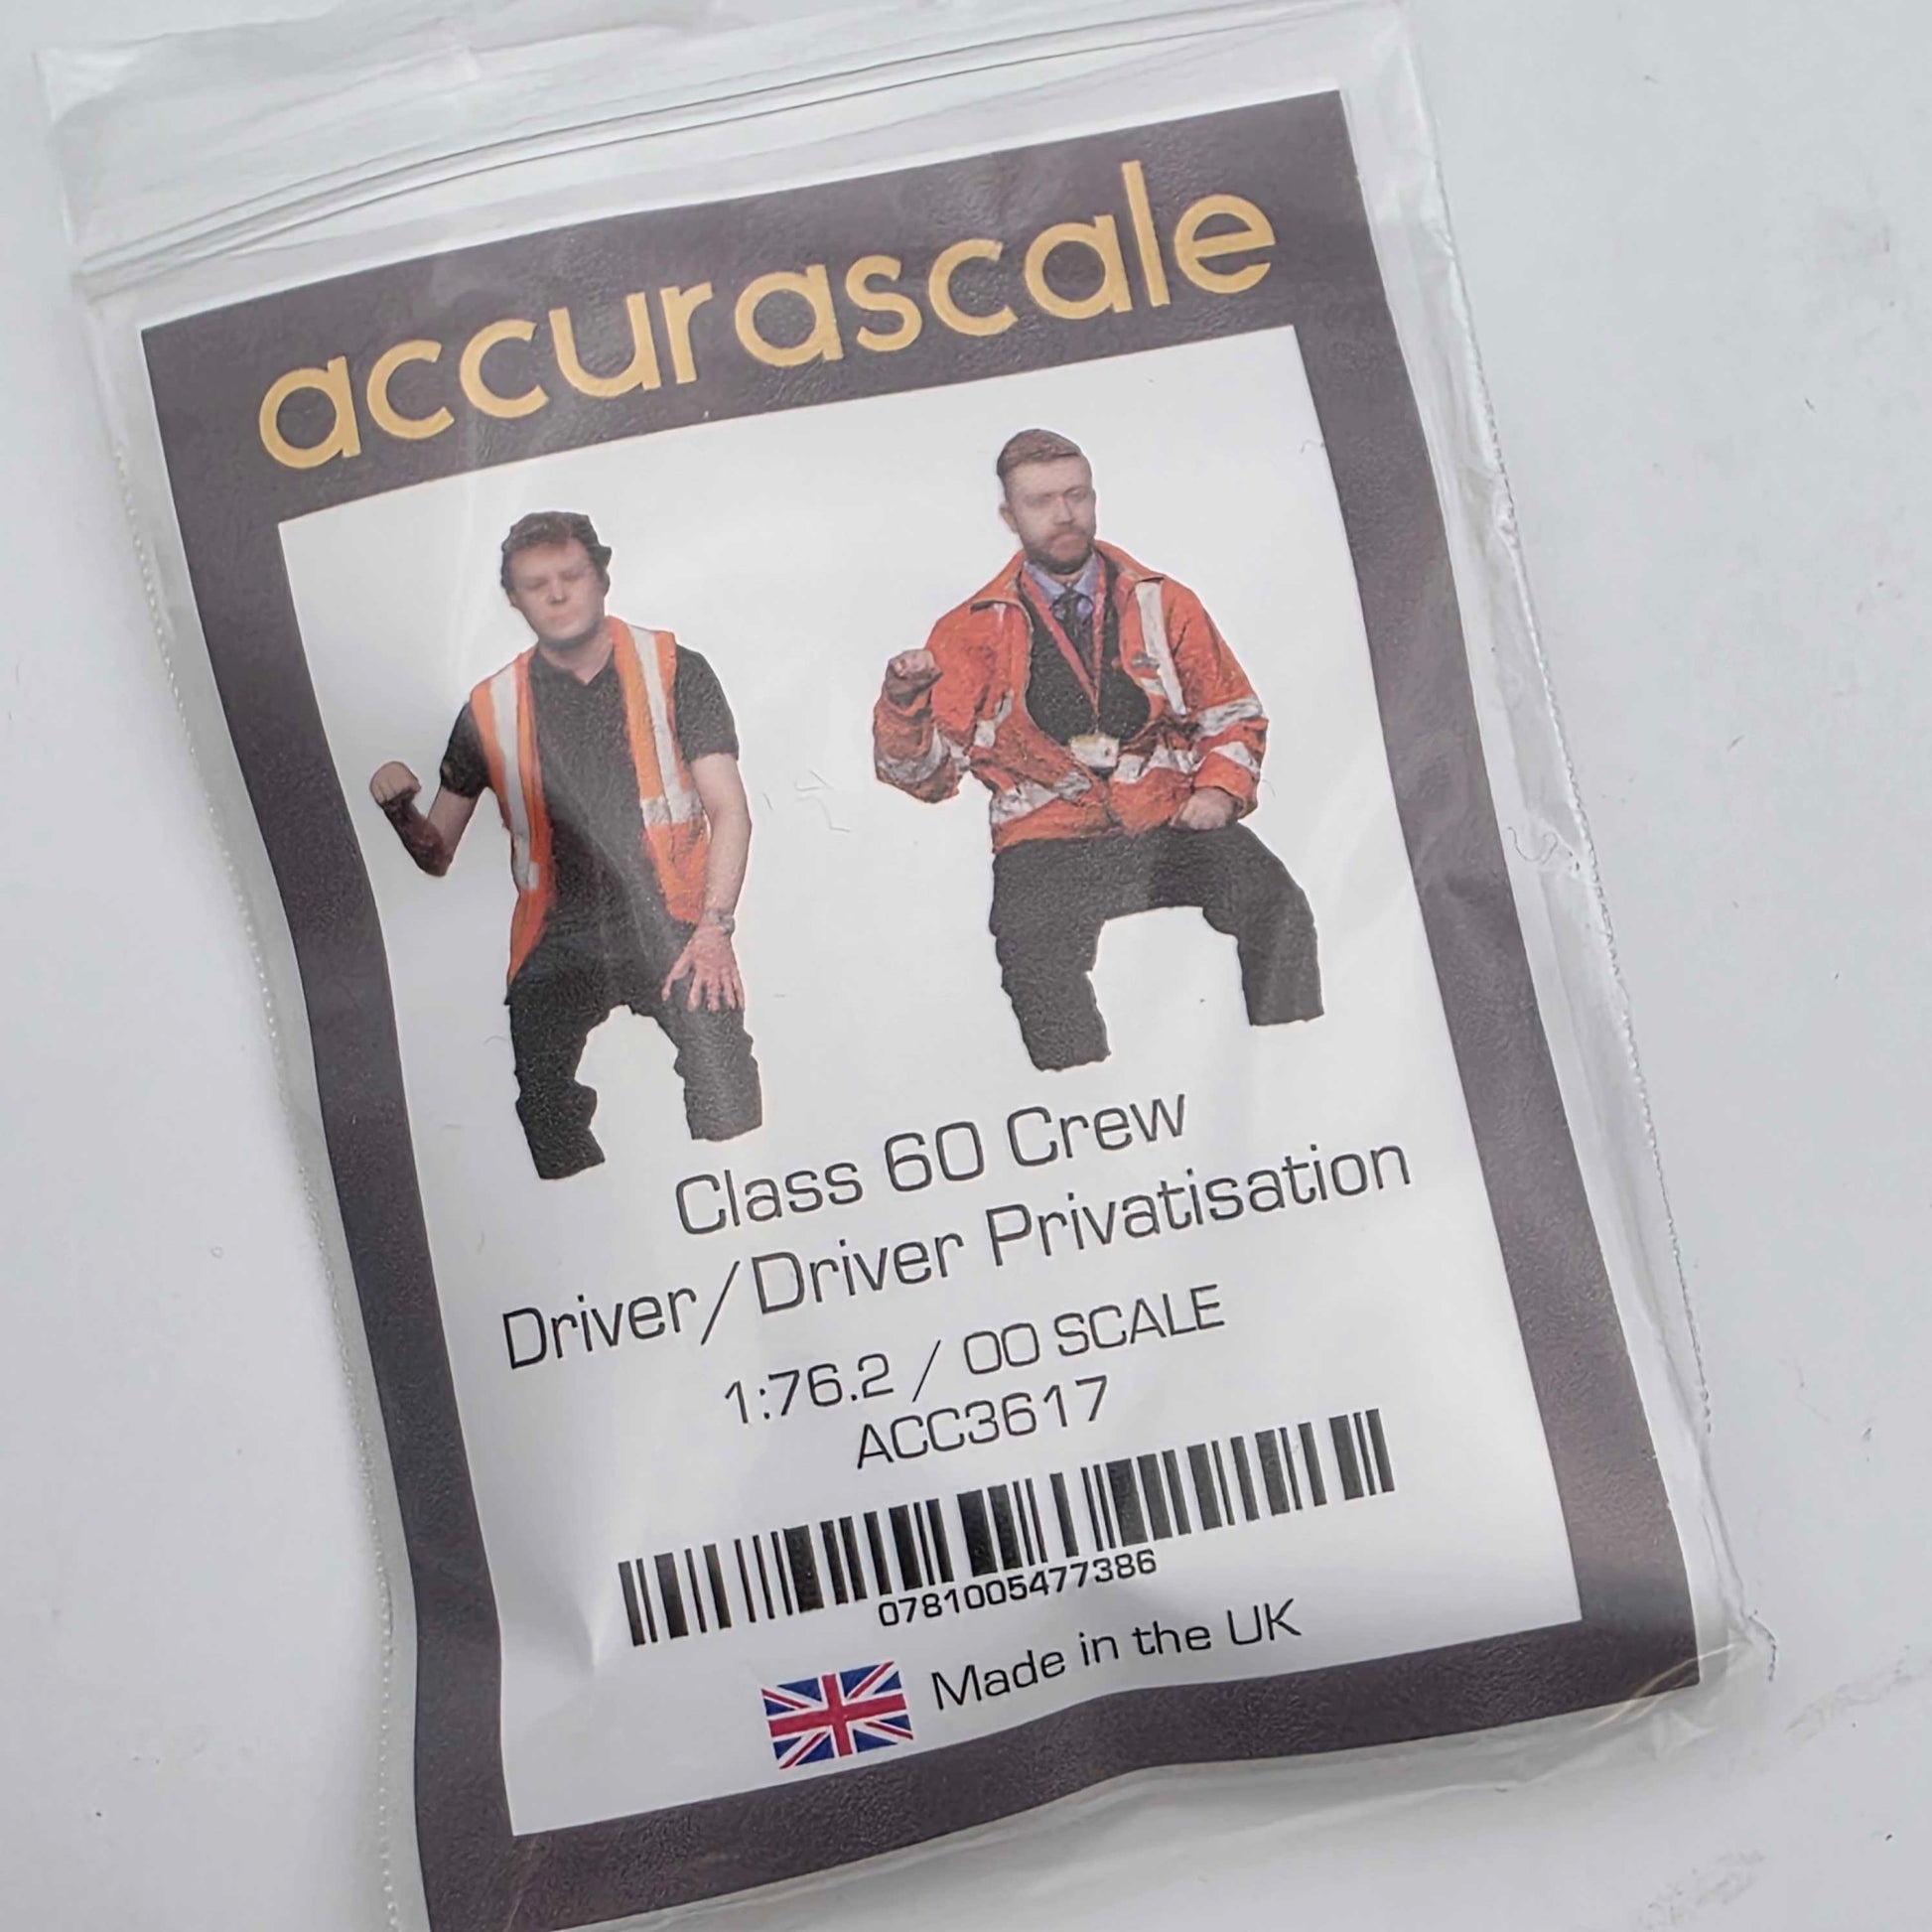 accurascale
Class 60 Crew
Driver/Driver Privatisation
1:76.2 / OO SCALE
ACC3617
0781005477386
Made in the UK